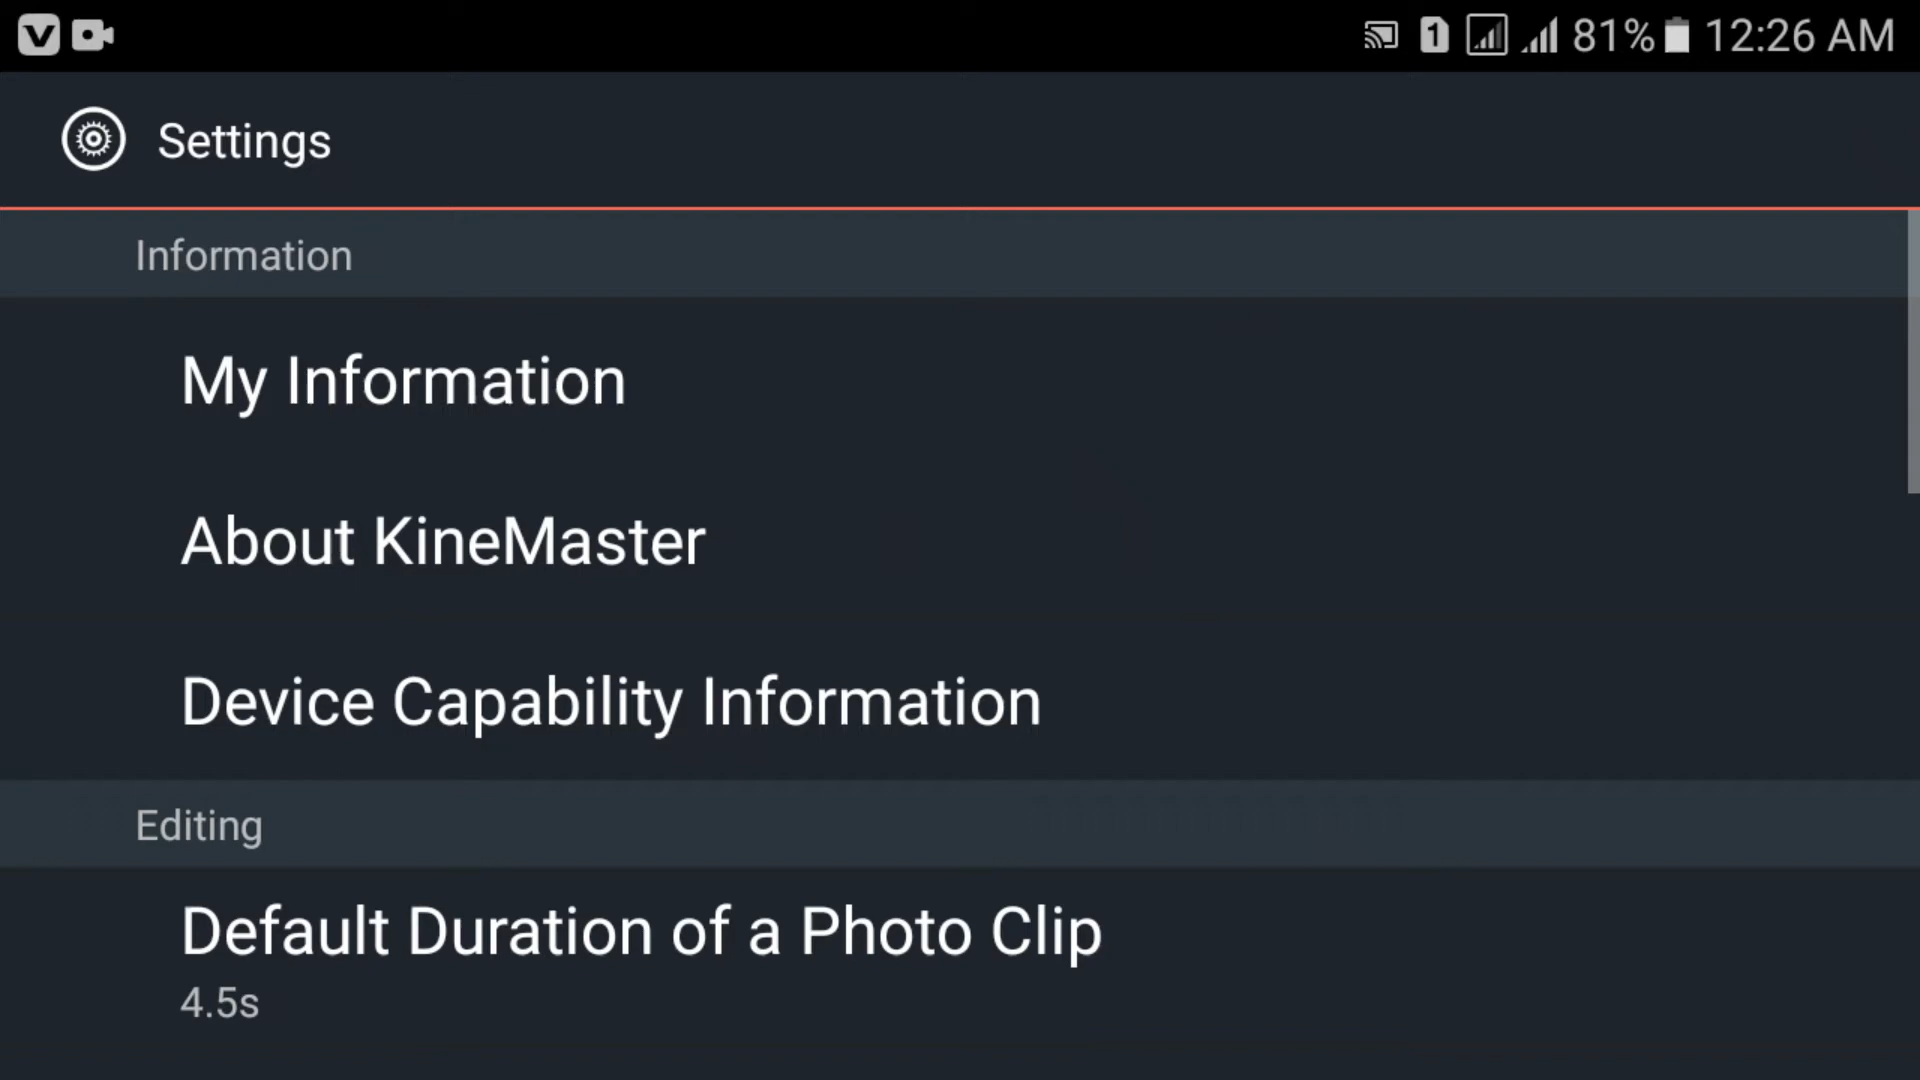 V 1 81% 12:26 AM
Settings
Information
My Information
About KineMaster
Device Capability Information
Editing
Default Duration of a Photo Clip
4.5s